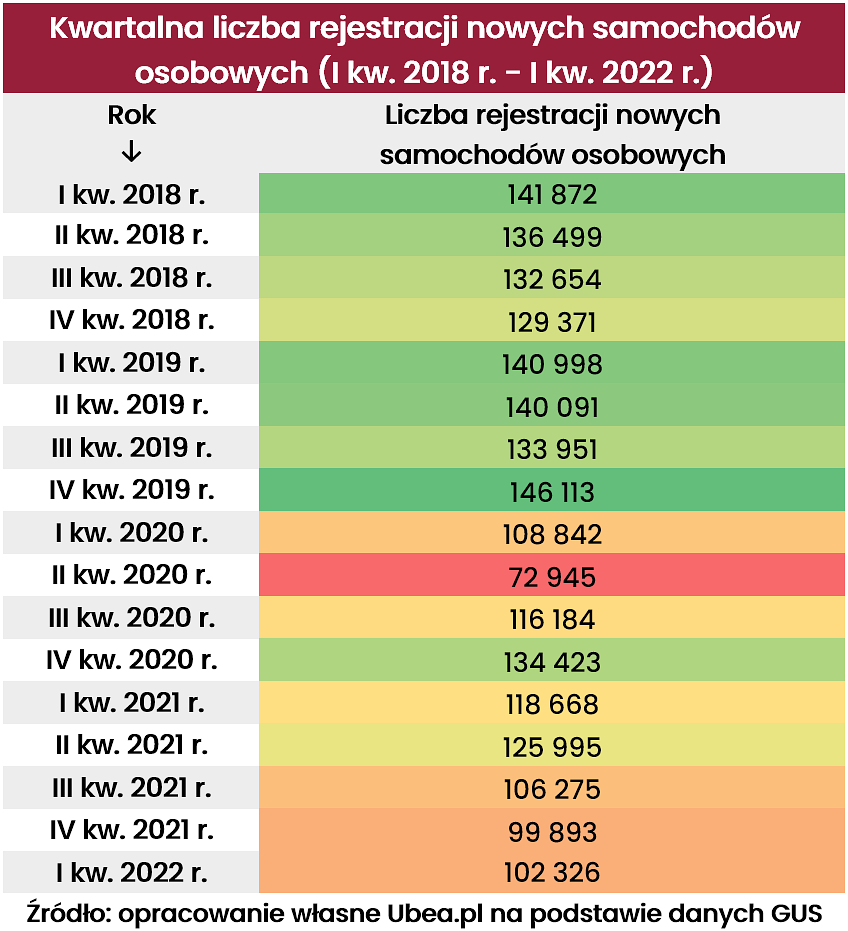 Kwartalna liczba rejestracji nowych samochodów
osobowych (I kw. 2018 r. - I kw. 2022 r.)
Rok Liczba rejestracji nowych
↓ samochodów osobowych
I kw. 2018 r. 141 872
II kw. 2018 r. 136 499
III kw. 2018 r. 132 654
IV kw. 2018 r. 129 371
I kw. 2019 r. 140 998
II kw. 2019 r. 140 091
III kw. 2019 r. 133 951
IV kw. 2019 r. 146 113
I kw. 2020 r. 108 842
II kw. 2020 r. 72 945
III kw. 2020 r. 116 184
IV kw. 2020 r. 134 423
I kw. 2021 r. 118 668
II kw. 2021 r. 125 995
III kw. 2021 r. 106 275
IV kw. 2021 r. 99 893
I kw. 2022 r. 102 326
Źródło: opracowanie własne Ubea.pl na podstawie danych GUS